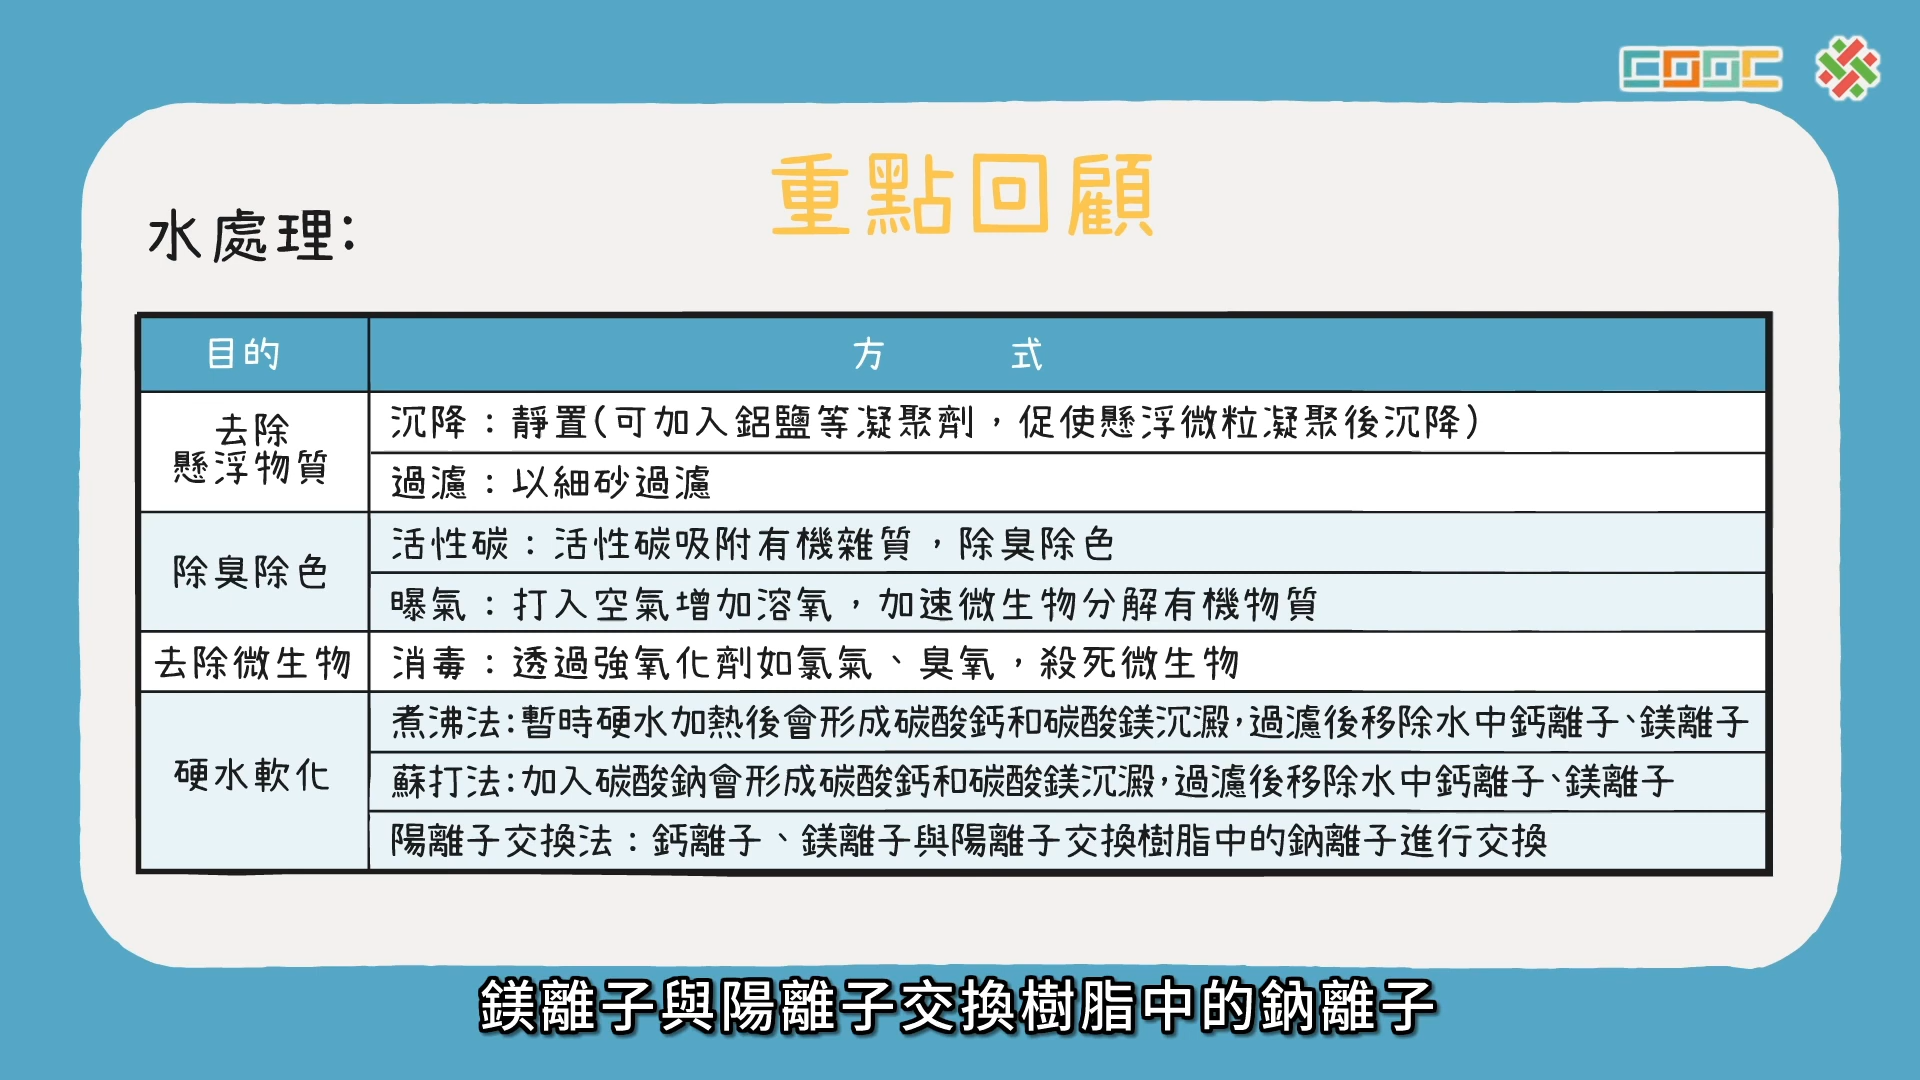 COOC
重點回顧
水處理:
目的
方 式
去除
懸浮物質
沉降：靜置(可加入鋁鹽等凝聚劑，促使懸浮微粒凝聚後沉降)
過濾：以細砂過濾
除臭除色
活性碳：活性碳吸附有機雜質，除臭除色
曝氣：打入空氣增加溶氧，加速微生物分解有機物質
去除微生物
消毒：透過強氧化劑如氯氣、臭氧，殺死微生物
硬水軟化
煮沸法:暫時硬水加熱後會形成碳酸鈣和碳酸鎂沉澱，過濾後移除水中鈣離子、鎂離子
蘇打法:加入碳酸鈉會形成碳酸鈣和碳酸鎂沉澱，過濾後移除水中鈣離子、鎂離子
陽離子交換法：鈣離子、鎂離子與陽離子交換樹脂中的鈉離子進行交換
鎂離子與陽離子交換樹脂中的鈉離子